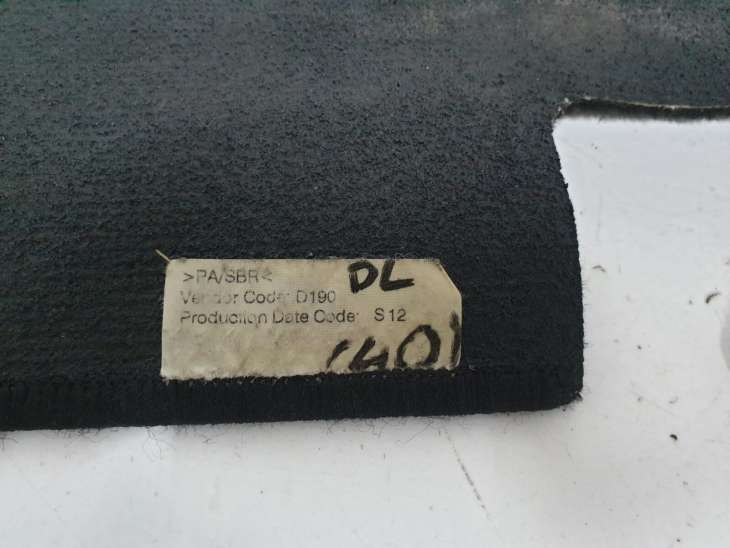 >PA/SBR< DL
Vendor Code: D190
Production Date Code: S12
(40)